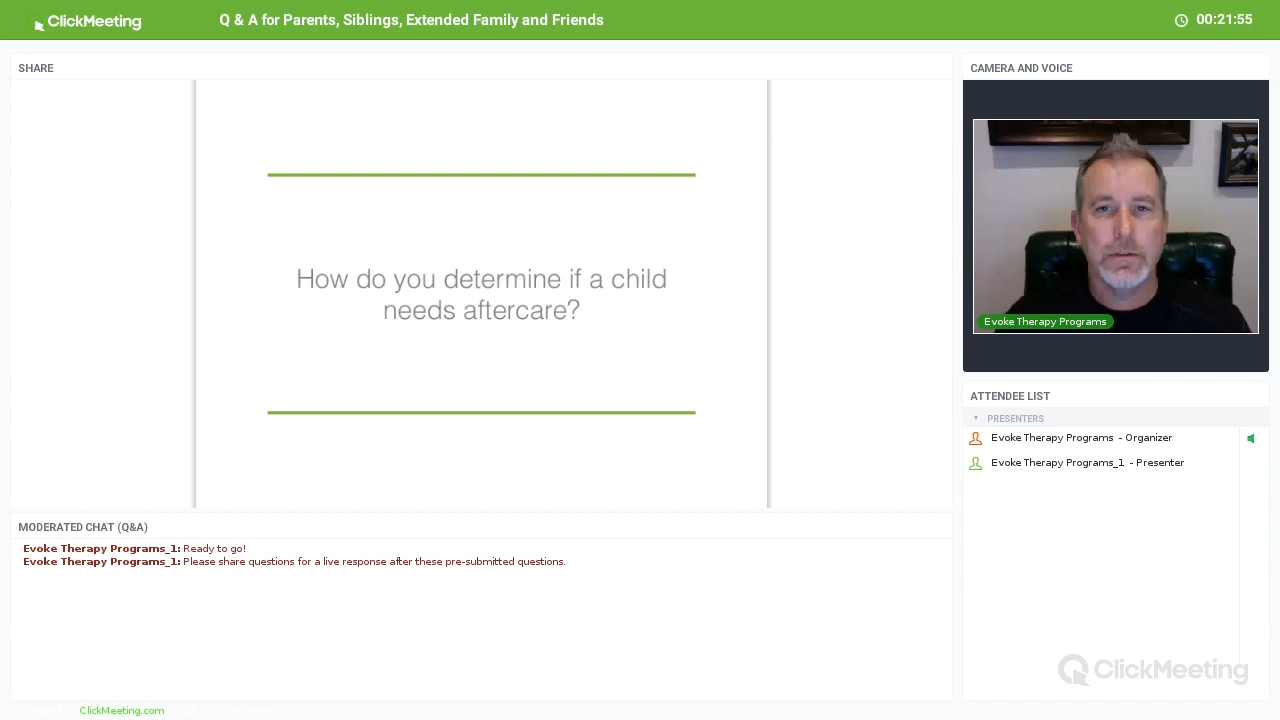 ClickMeeting
Q & A for Parents, Siblings, Extended Family and Friends
00:21:55
SHARE
How do you determine if a child
needs aftercare?
MODERATED CHAT (Q&A)
Evoke Therapy Programs_1: Ready to go!
Evoke Therapy Programs_1: Please share questions for a live response after these pre-submitted questions.
CAMERA AND VOICE
Evoke Therapy Programs
ATTENDEE LIST
PRESENTERS
Evoke Therapy Programs - Organizer
Evoke Therapy Programs_1 - Presenter
ClickMeeting
ClickMeeting.com